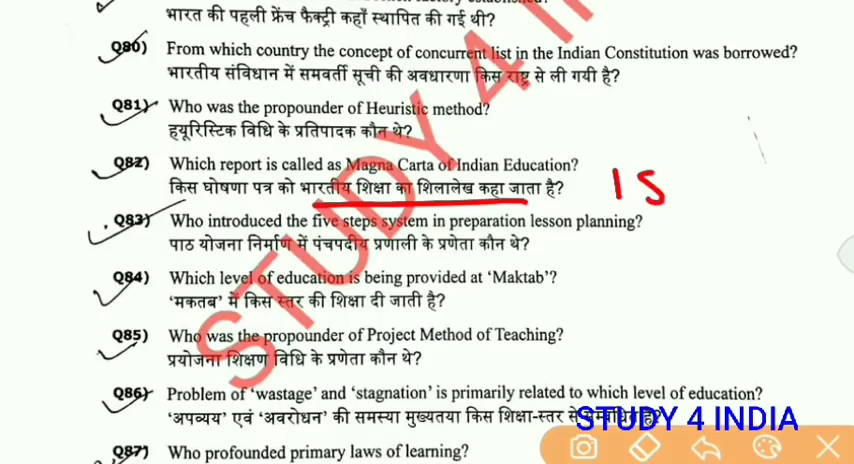 भारत की पहली फ्रेंच फैक्ट्री कहाँ स्थापित की गई थी?
Q80) From which country the concept of concurrent list in the Indian Constitution was borrowed?
भारतीय संविधान में समवर्ती सूची की अवधारणा किस राष्ट्र से ली गयी है?
Q81) Who was the propounder of Heuristic method?
हयूरिस्टिक विधि के प्रतिपादक कौन थे?
Q82) Which report is called as Magna Carta of Indian Education?
किस घोषणा पत्र को भारतीय शिक्षा का शिलालेख कहा जाता है?
15
Q83) Who introduced the five steps system in preparation lesson planning?
पाठ योजना निर्माण में पंचपदीय प्रणाली के प्रणेता कौन थे?
Q84) Which level of education is being provided at ‘Maktab’?
‘मकतब’ में किस स्तर की शिक्षा दी जाती है?
Q85) Who was the propounder of Project Method of Teaching?
प्रयोजना शिक्षण विधि के प्रणेता कौन थे?
Q86) Problem of ‘wastage’ and ‘stagnation’ is primarily related to which level of education?
‘अपव्यय’ एवं ‘अवरोधन’ की समस्या मुख्यतया किस शिक्षा-स्तर से
STUDY 4 INDIA
Q87) Who profounded primary laws of learning?
STUDY 4 IN